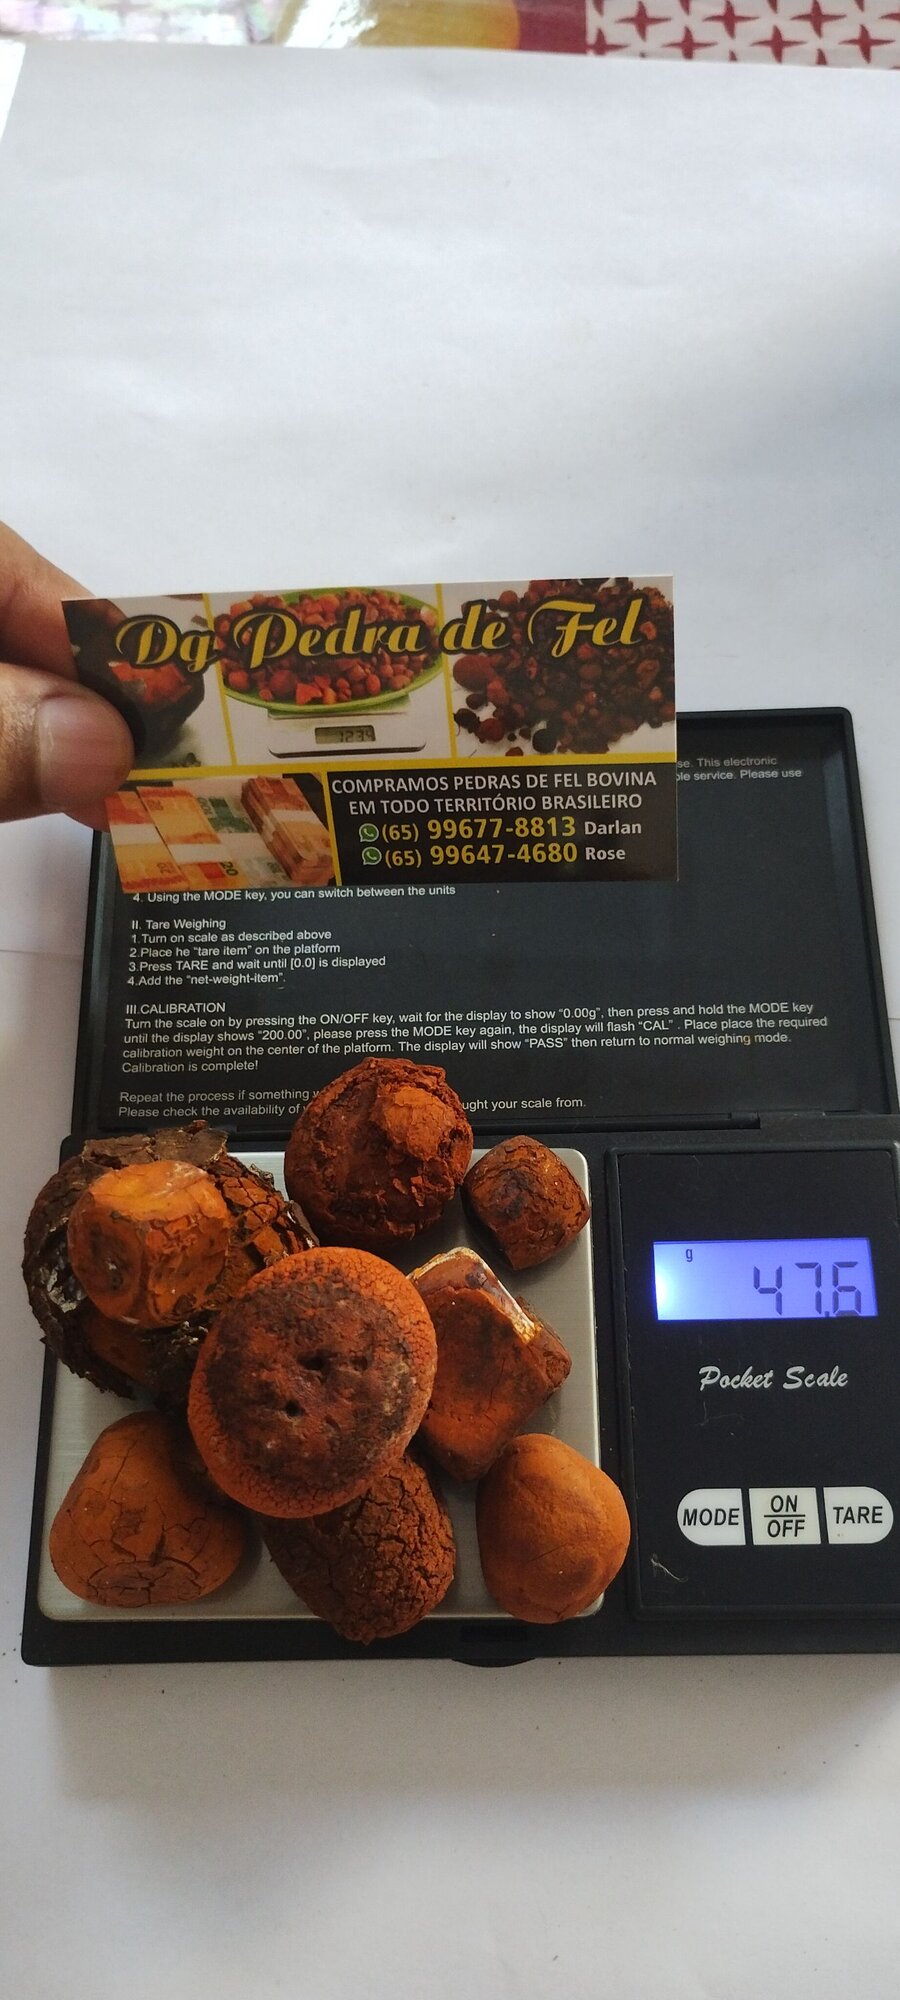 Dg Pedra de Fel
1234
COMPRAMOS PEDRAS DE FEL BOVINA
EM TODO TERRITÓRIO BRASILEIRO
(65) 99677-8813 Darlan
(65) 99647-4680 Rose
se. This electronic
ple service. Please use
4. Using the MODE key, you can switch between the units
II. Tare Weighing
1.Turn on scale as described above
2.Place he "tare item" on the platform
3.Press TARE and wait until [0.0] is displayed
4.Add the "net-weight-item".
III.CALIBRATION
Turn the scale on by pressing the ON/OFF key, wait for the display to show "0.00g", then press and hold the MODE key
until the display shows "200.00", please press the MODE key again, the display will flash "CAL" . Place place the required
calibration weight on the center of the platform. The display will show "PASS" then return to normal weighing mode.
Calibration is complete!
Repeat the process if something
Please check the availability of ught your scale from.
g
47.6
Pocket Scale
MODE ON/OFF TARE